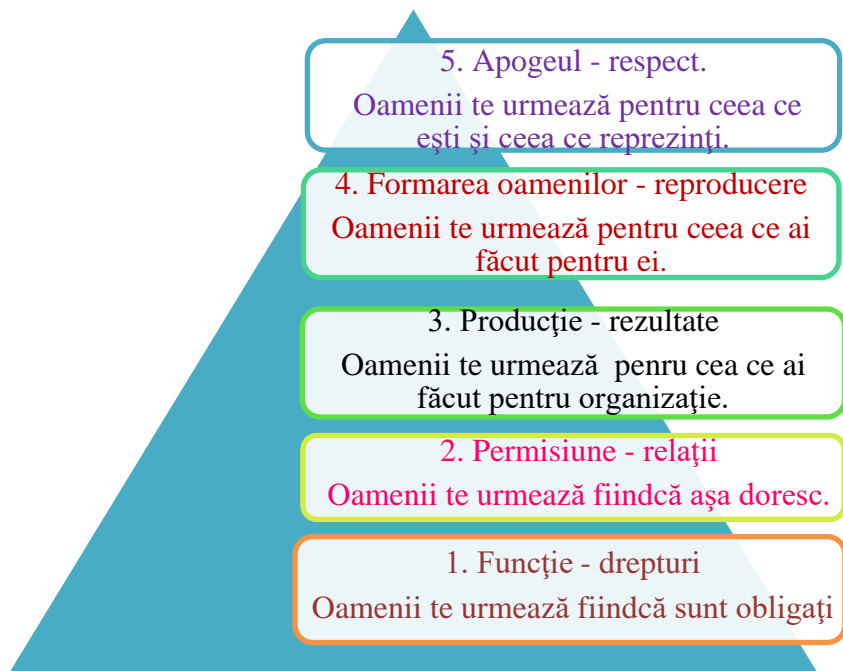 5. Apogeul - respect.
Oamenii te urmează pentru ceea ce
eşti şi ceea ce reprezinţi.
4. Formarea oamenilor - reproducere
Oamenii te urmează pentru ceea ce ai
făcut pentru ei.
3. Producţie - rezultate
Oamenii te urmează penru cea ce ai
făcut pentru organizaţie.
2. Permisiune - relaţii
Oamenii te urmează fiindcă aşa doresc.
1. Funcţie - drepturi
Oamenii te urmează fiindcă sunt obligaţi